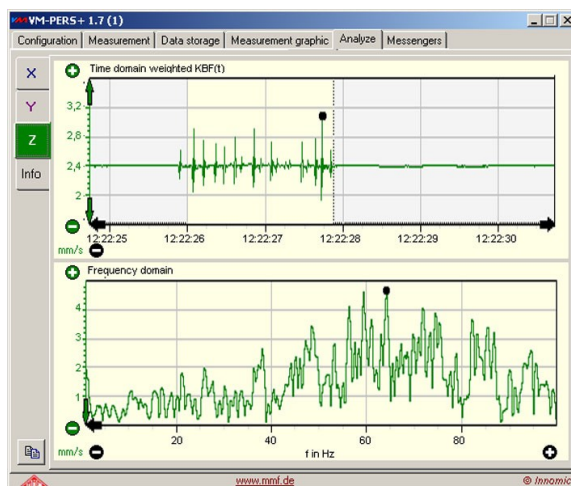 VM-PERS+ 1.7 (1)
Configuration Measurement Data storage Measurement graphic Analyze Messengers
X
Y
Z
Info
Time domain weighted KBF(t)
3,2
2,8
2,4
2
mm/s
12:22:25 12:22:26 12:22:27 12:22:28 12:22:29 12:22:30
Frequency domain
4
3
2
1
mm/s
20 40 60 80
f in Hz
www.mmf.de
© Innomic